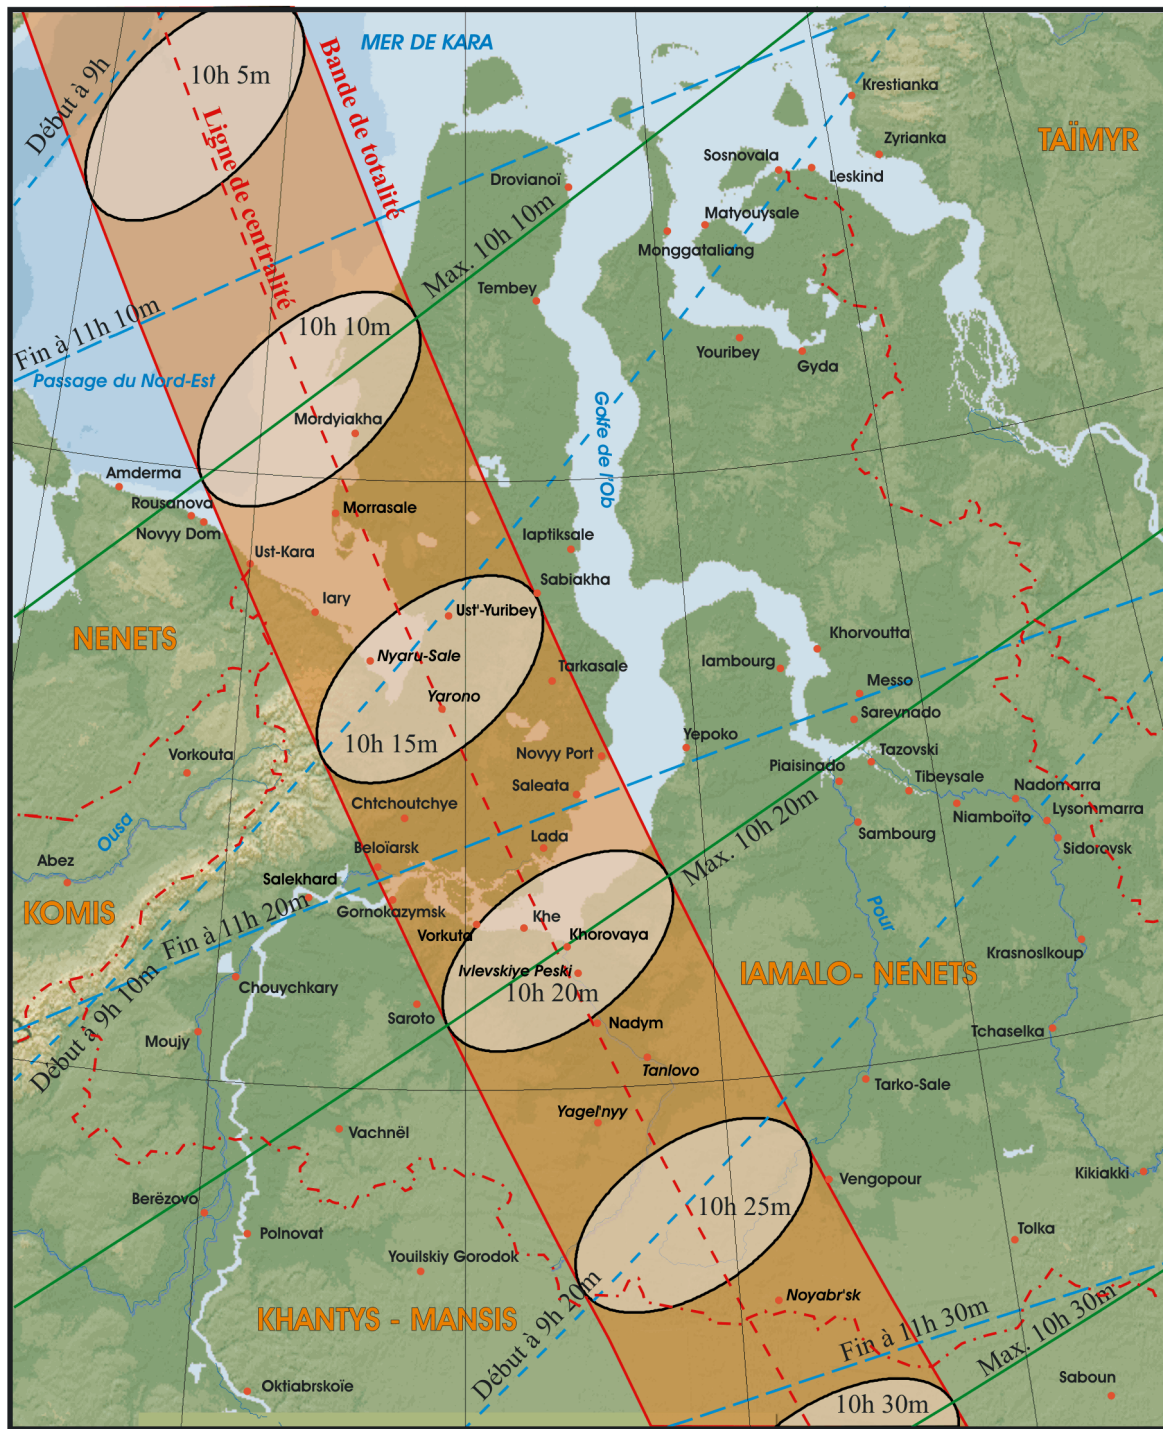 MER DE KARA
10h 5m
Début à 9h
Bande de totalité
Ligne de centralité
Krestianka
TAÏMYR
Zyrianka
Sosnovala
Leskind
Drovianoï
Matyouysale
Monggataliang
Max. 10h 10m
Tembey
Fin à 11h 10m
10h 10m
Youribey
Gyda
Passage du Nord-Est
Golfe de l'Ob
Mordyiakha
Amderma
Rousanova
Novyy Dom
Morrasale
Iaptiksale
Ust-Kara
Sabiakha
Iary
Ust'-Yuribey
NENETS
Khorvoutta
Nyaru-Sale
Tarkasale
Iambourg
Messo
Yarono
Sareynado
10h 15m
Yepoko
Vorkouta
Novyy Port
Tazovski
Piaisinado
Tibeysale
Saleata
Nadomarra
Chtchoutchye
Niamboïto
Lysommarra
Ousa
Max. 10h 20m
Sambourg
Lada
Sidorovsk
Beloïarsk
Abez
Salekhard
KOMIS
Fin à 11h 20m
Gornokazymsk
Khe
Pour
Vorkuta
Khorovaya
Krasnoslkoup
Ivlevskiye Peski
IAMALO- NENETS
Chouychkary
10h 20m
Début à 9h 10m
Saroto
Nadym
Moujy
Tchaselka
Tanlovo
Tarko-Sale
Yagel'nyy
Vachnël
Kikiakki
Vengopour
Berëzovo
10h 25m
Polnovat
Tolka
Youilskiy Gorodok
Noyabr'sk
KHANTYS - MANSIS
Début à 9h 20m
Fin à 11h 30m
Max. 10h 30m
Saboun
Oktiabrskoïe
10h 30m